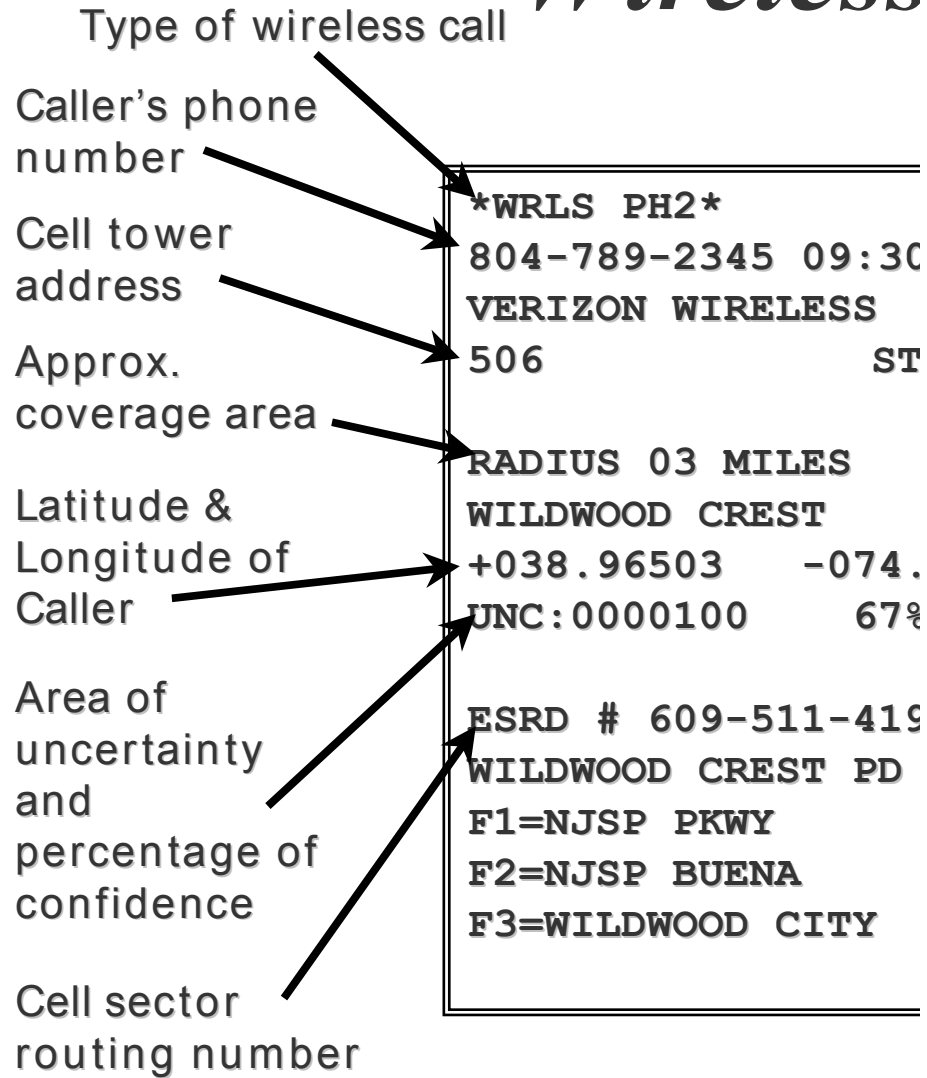 Wireless
Type of wireless call
Caller's phone
number
Cell tower
address
Approx.
coverage area
Latitude &
Longitude of
Caller
Area of
uncertainty
and
percentage of
confidence
Cell sector
routing number
*WRLS PH2*
804-789-2345 09:30
VERIZON WIRELESS
506 ST
RADIUS 03 MILES
WILDWOOD CREST
+038.96503 -074.
UNC:0000100 67%
ESRD # 609-511-419
WILDWOOD CREST PD
F1=NJSP PKWY
F2=NJSP BUENA
F3=WILDWOOD CITY